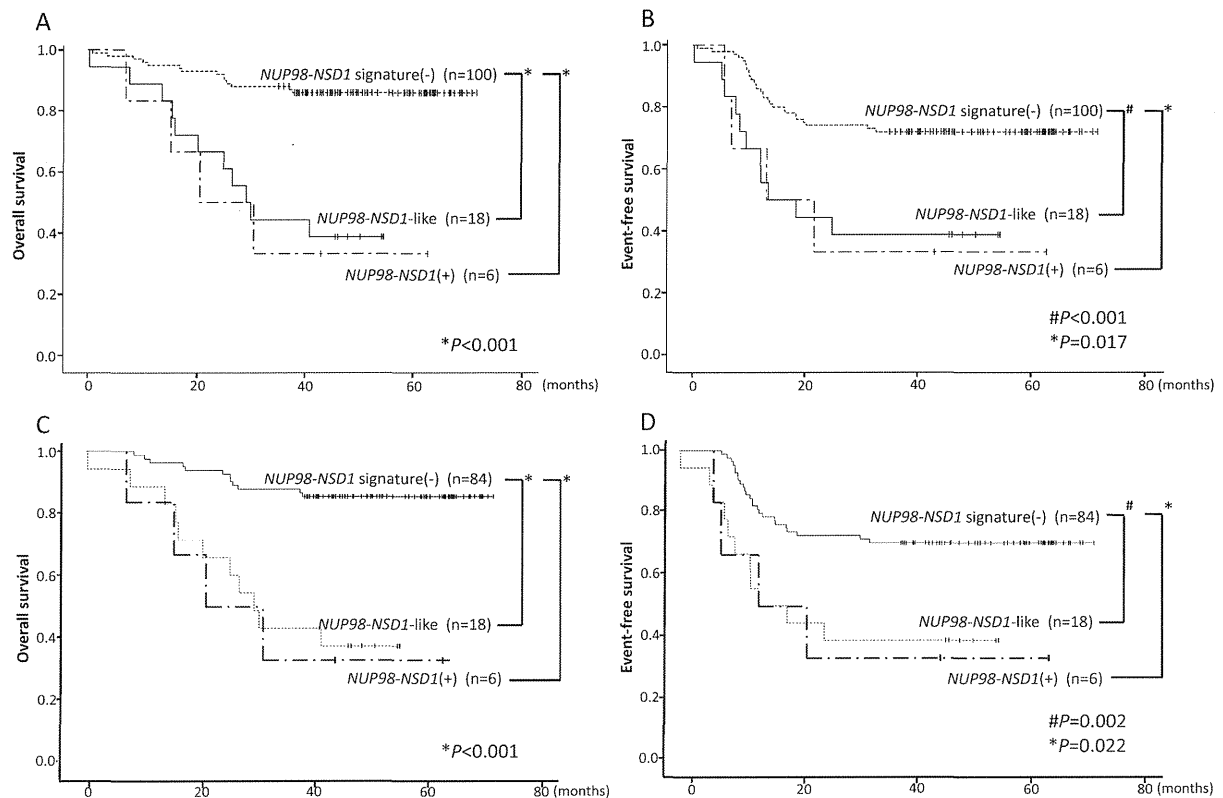 A
Overall survival
1.0
0.8
0.6
0.4
0.2
0.0
0
20
40
60
80 (months)
NUP98-NSD1 signature(-) (n=100)
* *
NUP98-NSD1-like (n=18)
NUP98-NSD1(+) (n=6)
*P<0.001
B
Event-free survival
1.0
0.8
0.6
0.4
0.2
0.0
0
20
40
60
80 (months)
NUP98-NSD1 signature(-) (n=100)
# *
NUP98-NSD1-like (n=18)
NUP98-NSD1(+) (n=6)
#P<0.001
*P=0.017
C
Overall survival
1.0
0.8
0.6
0.4
0.2
0.0
0
20
40
60
80 (months)
NUP98-NSD1 signature(-) (n=84)
* *
NUP98-NSD1-like (n=18)
NUP98-NSD1(+) (n=6)
*P<0.001
D
Event-free survival
1.0
0.8
0.6
0.4
0.2
0.0
0
20
40
60
80 (months)
NUP98-NSD1 signature(-) (n=84)
# *
NUP98-NSD1-like (n=18)
NUP98-NSD1(+) (n=6)
#P=0.002
*P=0.022